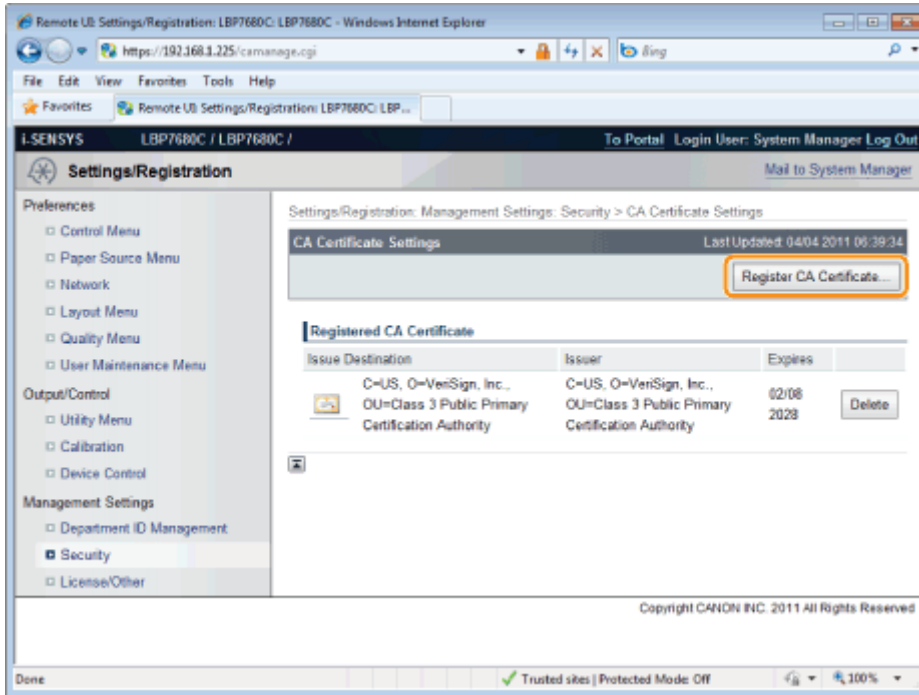 Remote UI: Settings/Registration: LBP7680C: LBP7680C - Windows Internet Explorer
https://192.168.1.225/camanage.cgi
Bing
File Edit View Favorites Tools Help
Favorites Remote UI: Settings/Registration: LBP7680C: LBP...
i-SENSYS LBP7680C / LBP7680C / To Portal Login User: System Manager Log Out
Settings/Registration Mail to System Manager
Preferences
Control Menu
Paper Source Menu
Network
Layout Menu
Quality Menu
User Maintenance Menu
Output/Control
Utility Menu
Calibration
Device Control
Management Settings
Department ID Management
Security
License/Other
Settings/Registration: Management Settings: Security > CA Certificate Settings
CA Certificate Settings Last Updated: 04/04 2011 06:39:34
Register CA Certificate...
Registered CA Certificate
Issue Destination Issuer Expires
C=US, O=VeriSign, Inc., C=US, O=VeriSign, Inc., 02/08
OU=Class 3 Public Primary OU=Class 3 Public Primary 2028 Delete
Certification Authority Certification Authority
Copyright CANON INC. 2011 All Rights Reserved
Done Trusted sites | Protected Mode: Off 100%